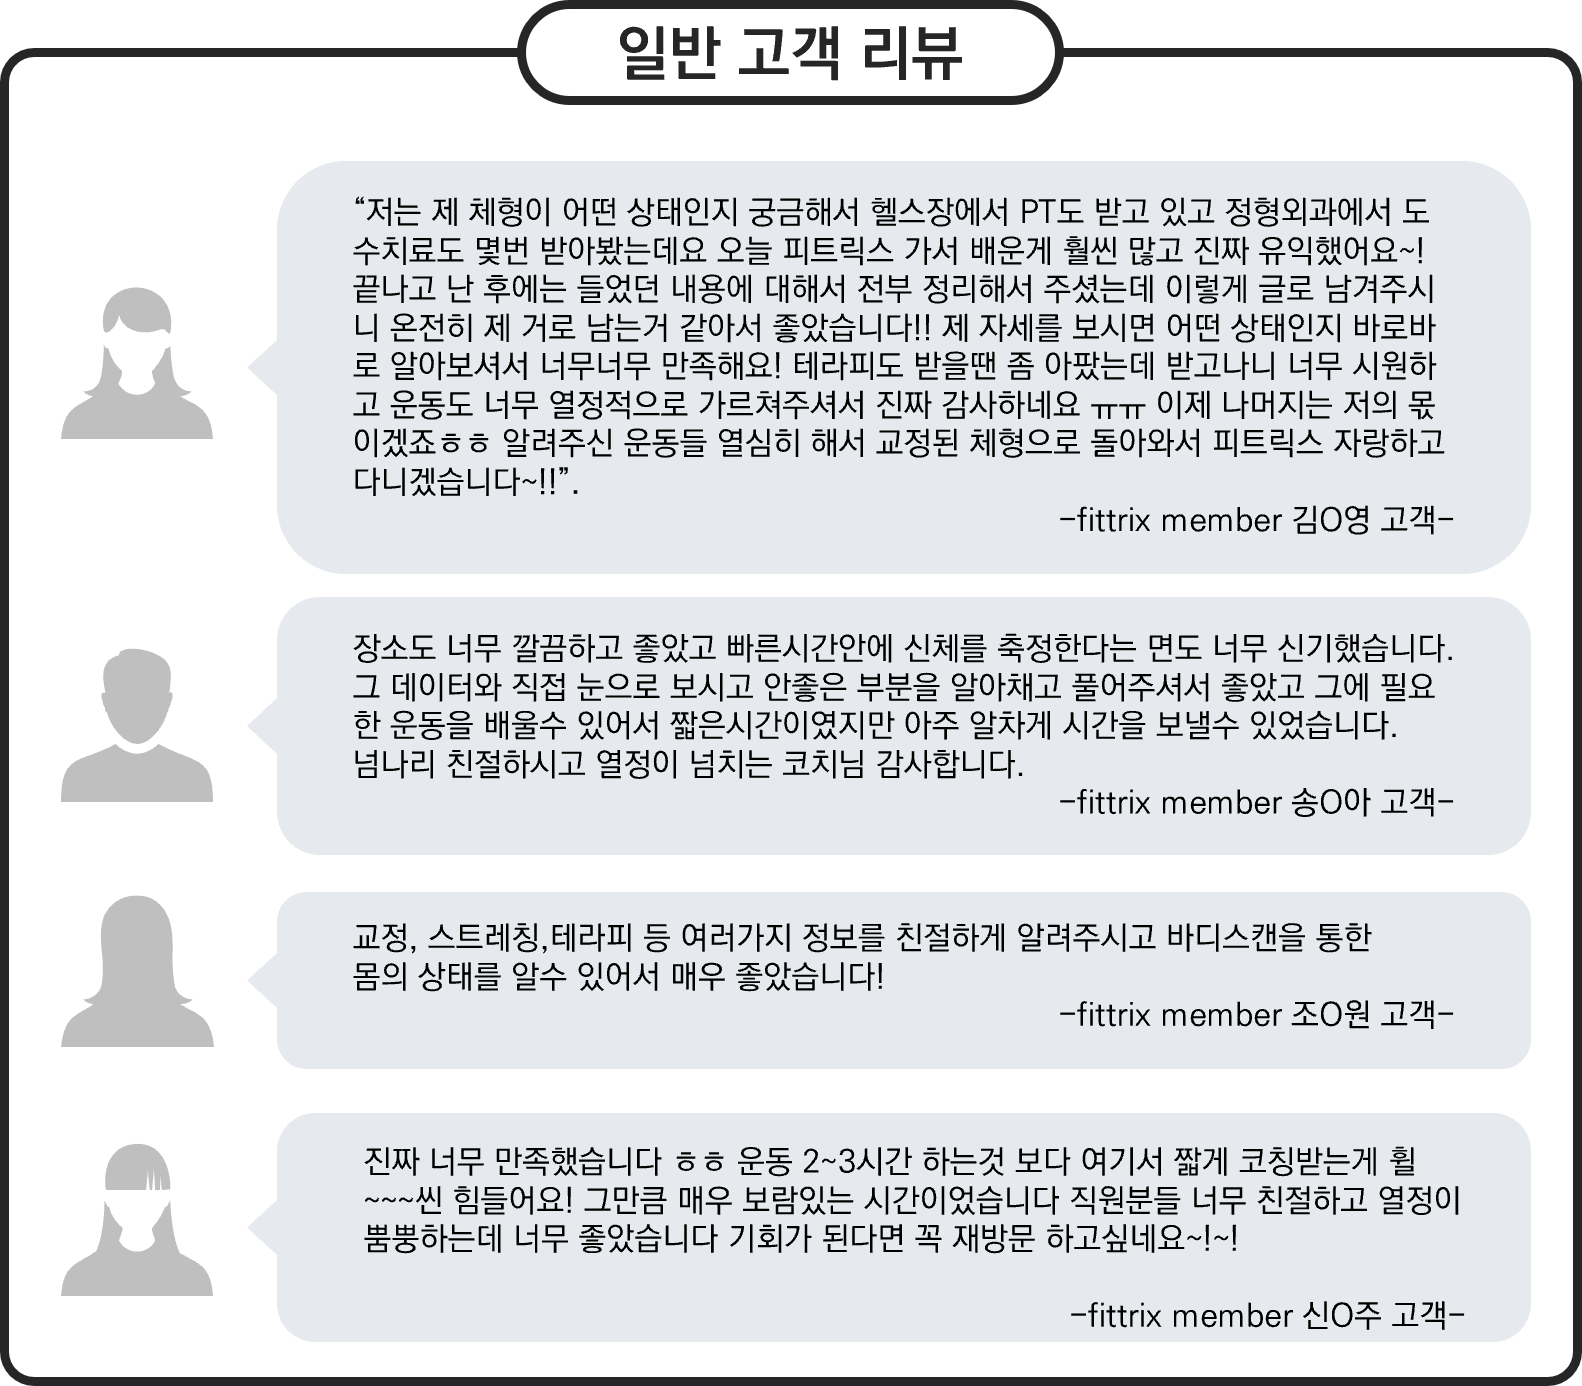 일반 고객 리뷰
“저는 제 체형이 어떤 상태인지 궁금해서 헬스장에서 PT도 받고 있고 정형외과에서 도
수치료도 몇번 받아봤는데요 오늘 피트릭스 가서 배운게 훨씬 많고 진짜 유익했어요~!
끝나고 난 후에는 들었던 내용에 대해서 전부 정리해서 주셨는데 이렇게 글로 남겨주시
니 온전히 제 거로 남는거 같아서 좋았습니다!! 제 자세를 보시면 어떤 상태인지 바로바
로 알아보셔서 너무너무 만족해요! 테라피도 받을땐 좀 아팠는데 받고나니 너무 시원하
고 운동도 너무 열정적으로 가르쳐주셔서 진짜 감사하네요 ㅠㅠ 이제 나머지는 저의 몫
이겠죠ㅎㅎ 알려주신 운동들 열심히 해서 교정된 체형으로 돌아와서 피트릭스 자랑하고
다니겠습니다~!!”.
-fittrix member 김O영 고객-
장소도 너무 깔끔하고 좋았고 빠른시간안에 신체를 축정한다는 면도 너무 신기했습니다.
그 데이터와 직접 눈으로 보시고 안좋은 부분을 알아채고 풀어주셔서 좋았고 그에 필요
한 운동을 배울수 있어서 짧은시간이였지만 아주 알차게 시간을 보낼수 있었습니다.
넘나리 친절하시고 열정이 넘치는 코치님 감사합니다.
-fittrix member 송O아 고객-
교정, 스트레칭,테라피 등 여러가지 정보를 친절하게 알려주시고 바디스캔을 통한
몸의 상태를 알수 있어서 매우 좋았습니다!
-fittrix member 조O원 고객-
진짜 너무 만족했습니다 ㅎㅎ 운동 2~3시간 하는것 보다 여기서 짧게 코칭받는게 휠
~~~씬 힘들어요! 그만큼 매우 보람있는 시간이었습니다 직원분들 너무 친절하고 열정이
뿜뿡하는데 너무 좋았습니다 기회가 된다면 꼭 재방문 하고싶네요~!~!
-fittrix member 신O주 고객-